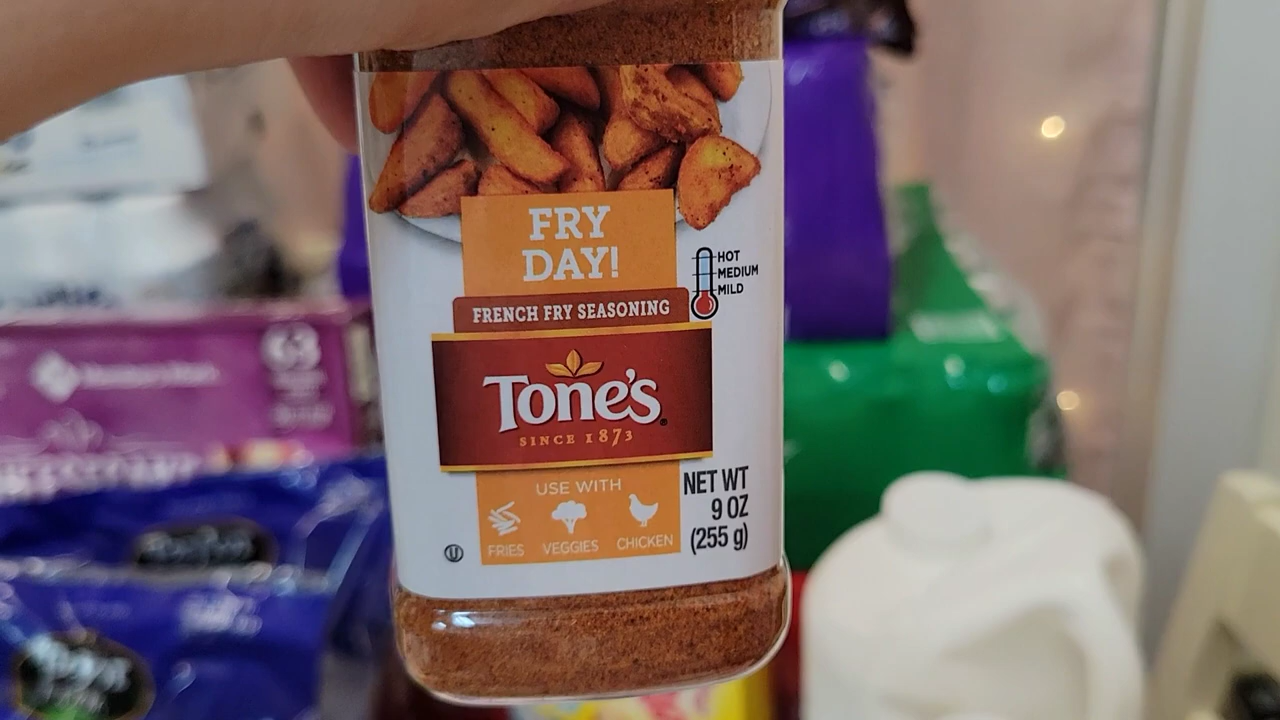 FRY
DAY!
HOT
MEDIUM
MILD
FRENCH FRY SEASONING
TONE'S
SINCE 1873
USE WITH
FRIES VEGGIES CHICKEN
NET WT
9 OZ
(255 g)
U
63